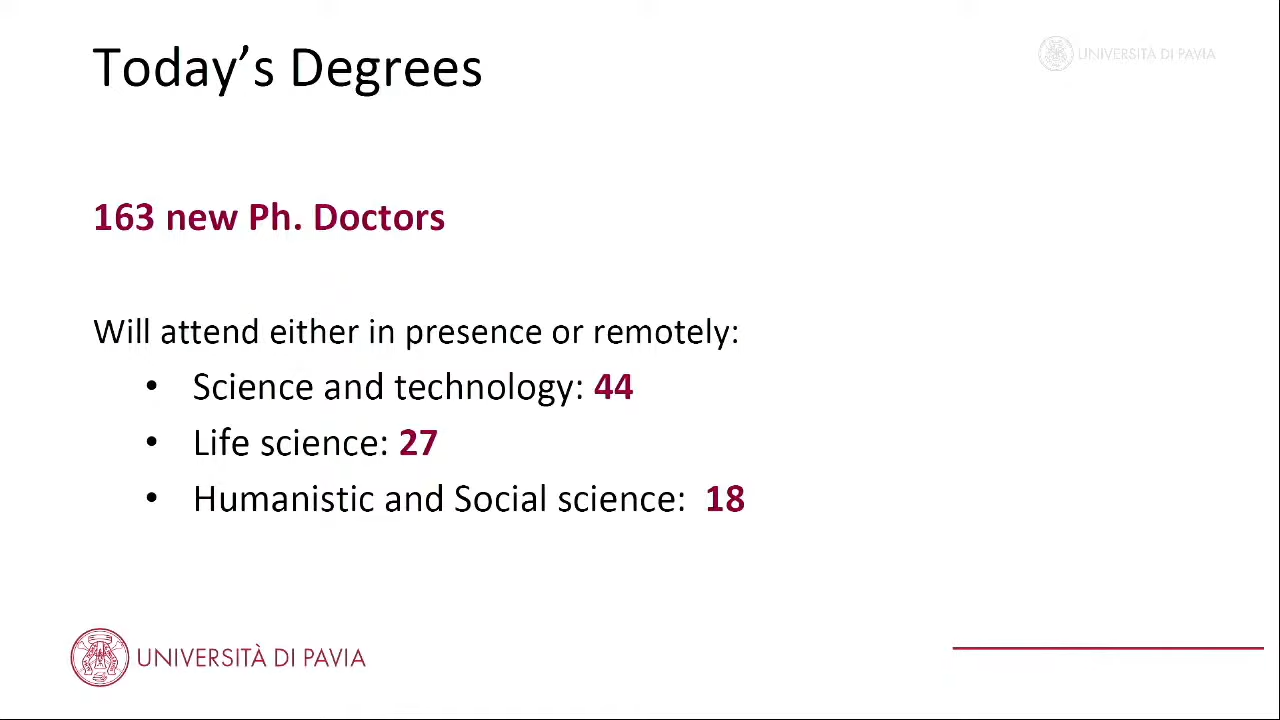 Today’s Degrees
UNIVERSITÀ DI PAVIA
163 new Ph. Doctors
Will attend either in presence or remotely:
• Science and technology: 44
• Life science: 27
• Humanistic and Social science: 18
UNIVERSITÀ DI PAVIA